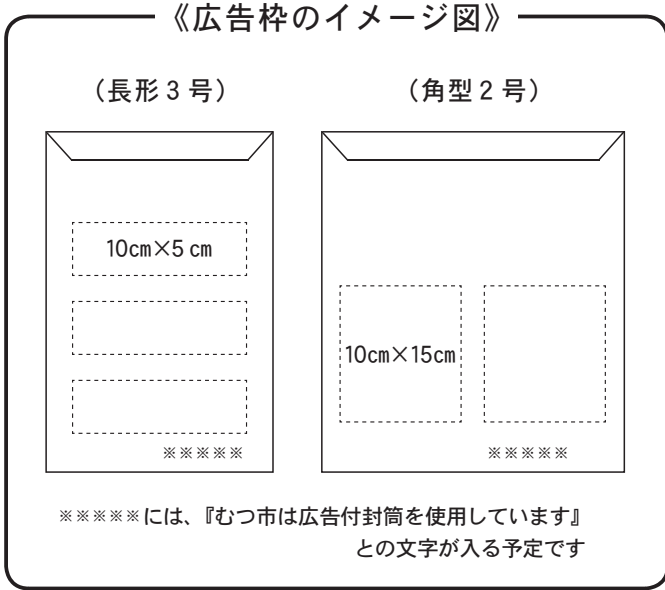 《広告枠のイメージ図》
（長形３号）
（角型２号）
10㎝×5㎝
10㎝×15㎝
※※※※※
※※※※※
※※※※※には、『むつ市は広告付封筒を使用しています』
との文字が入る予定です